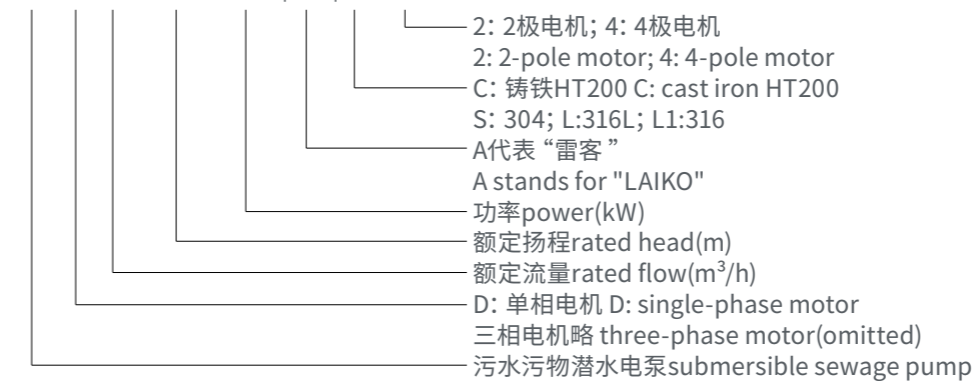 2：2极电机；4：4极电机
2: 2-pole motor; 4: 4-pole motor
C：铸铁HT200 C: cast iron HT200
S：304；L:316L；L1:316
A代表“雷客”
A stands for "LAIKO"
功率power(kW)
额定扬程rated head(m)
额定流量rated flow(m³/h)
D：单相电机 D: single-phase motor
三相电机略 three-phase motor(omitted)
污水污物潜水电泵submersible sewage pump